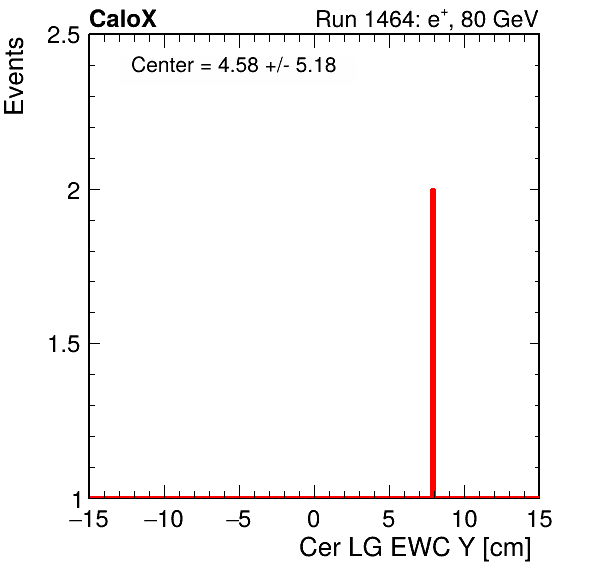 CaloX Run 1464: e⁺, 80 GeV
Center = 4.58 +/- 5.18
Events
2.5
2
1.5
1
−15 −10 −5 0 5 10 15
Cer LG EWC Y [cm]